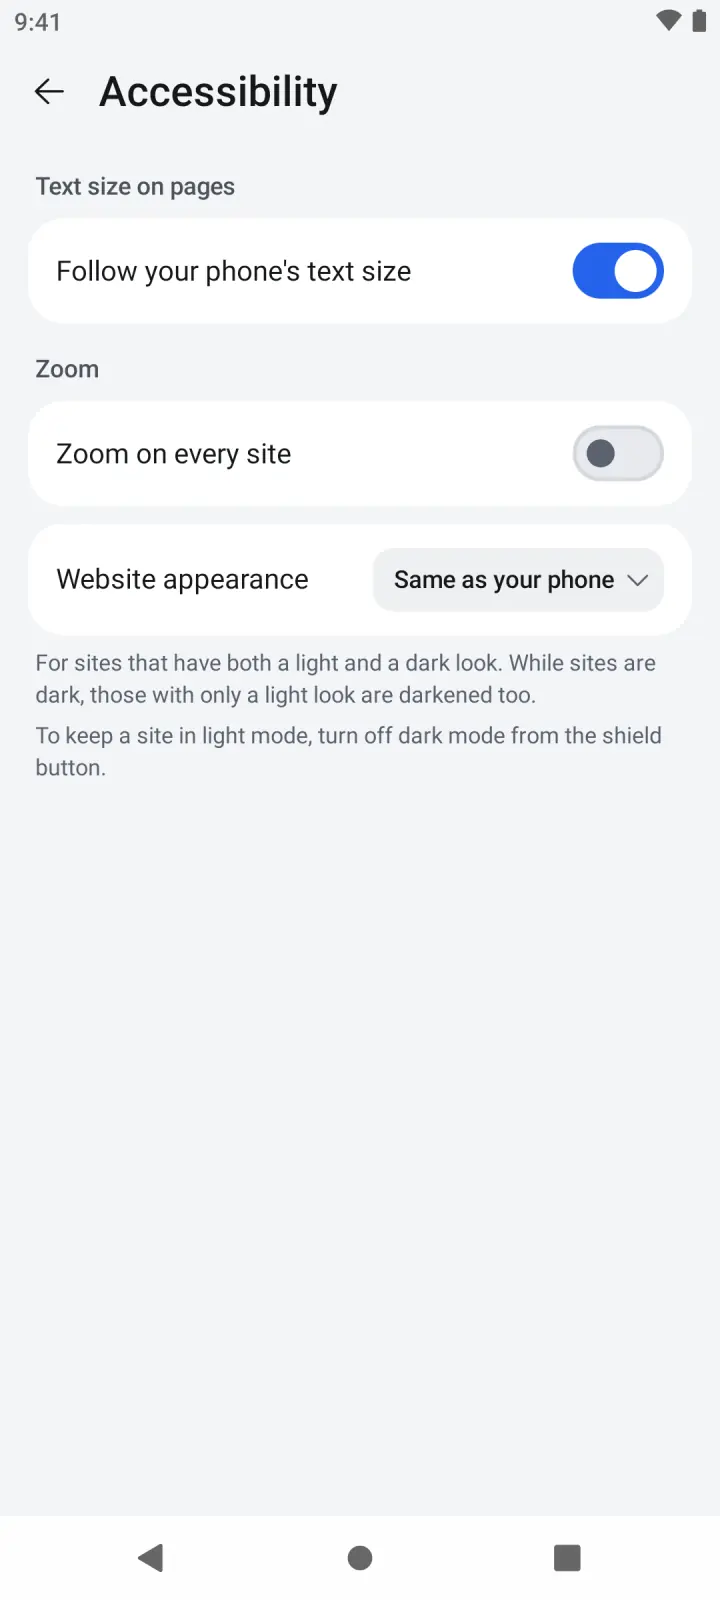 9:41
Accessibility
Text size on pages
Follow your phone's text size
Zoom
Zoom on every site
Website appearance
Same as your phone
For sites that have both a light and a dark look. While sites are
dark, those with only a light look are darkened too.
To keep a site in light mode, turn off dark mode from the shield
button.